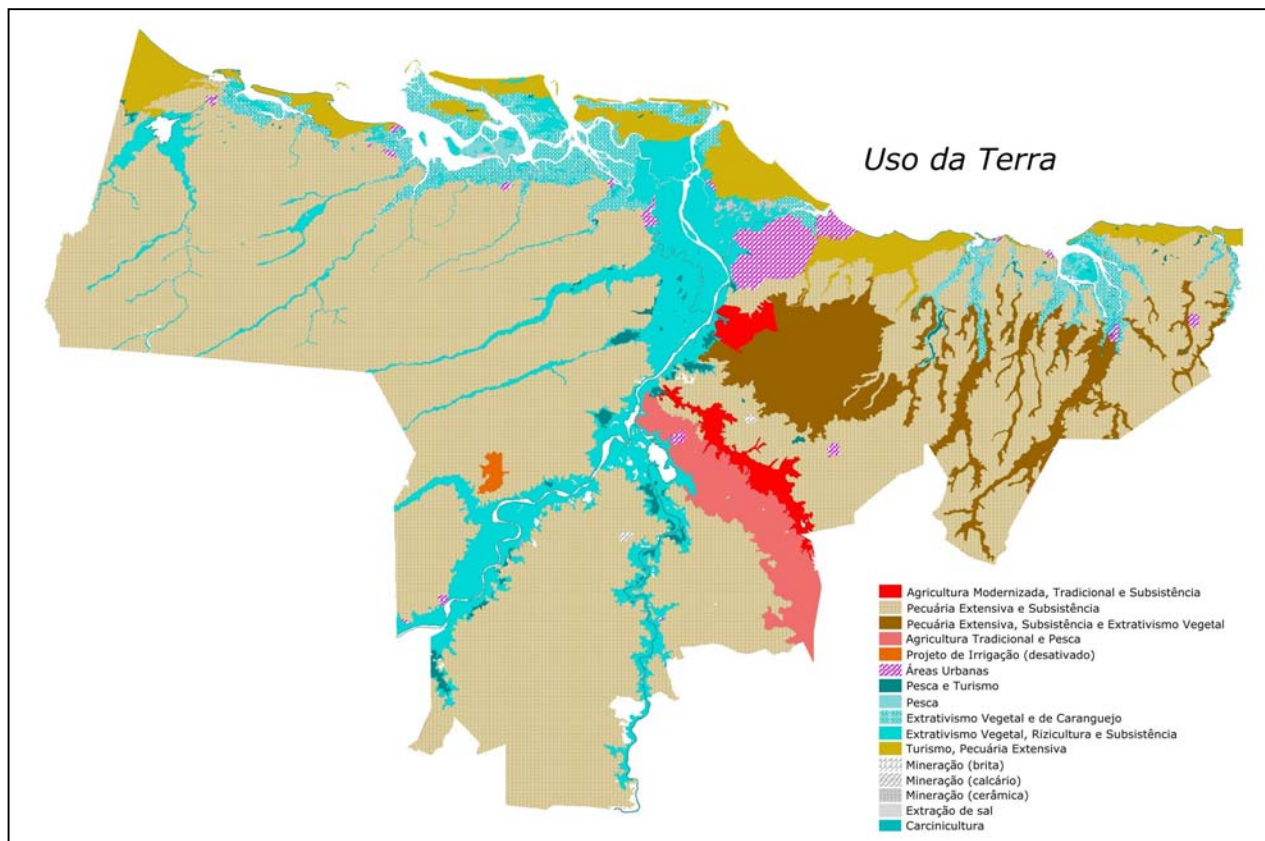 Uso da Terra
Agricultura Modernizada, Tradicional e Subsistência
Pecuária Extensiva e Subsistência
Pecuária Extensiva, Subsistência e Extrativismo Vegetal
Agricultura Tradicional e Pesca
Projeto de Irrigação (desativado)
Áreas Urbanas
Pesca e Turismo
Pesca
Extrativismo Vegetal e de Caranguejo
Extrativismo Vegetal, Rizicultura e Subsistência
Turismo, Pecuária Extensiva
Mineração (brita)
Mineração (calcário)
Mineração (cerâmica)
Extração de sal
Carcinicultura